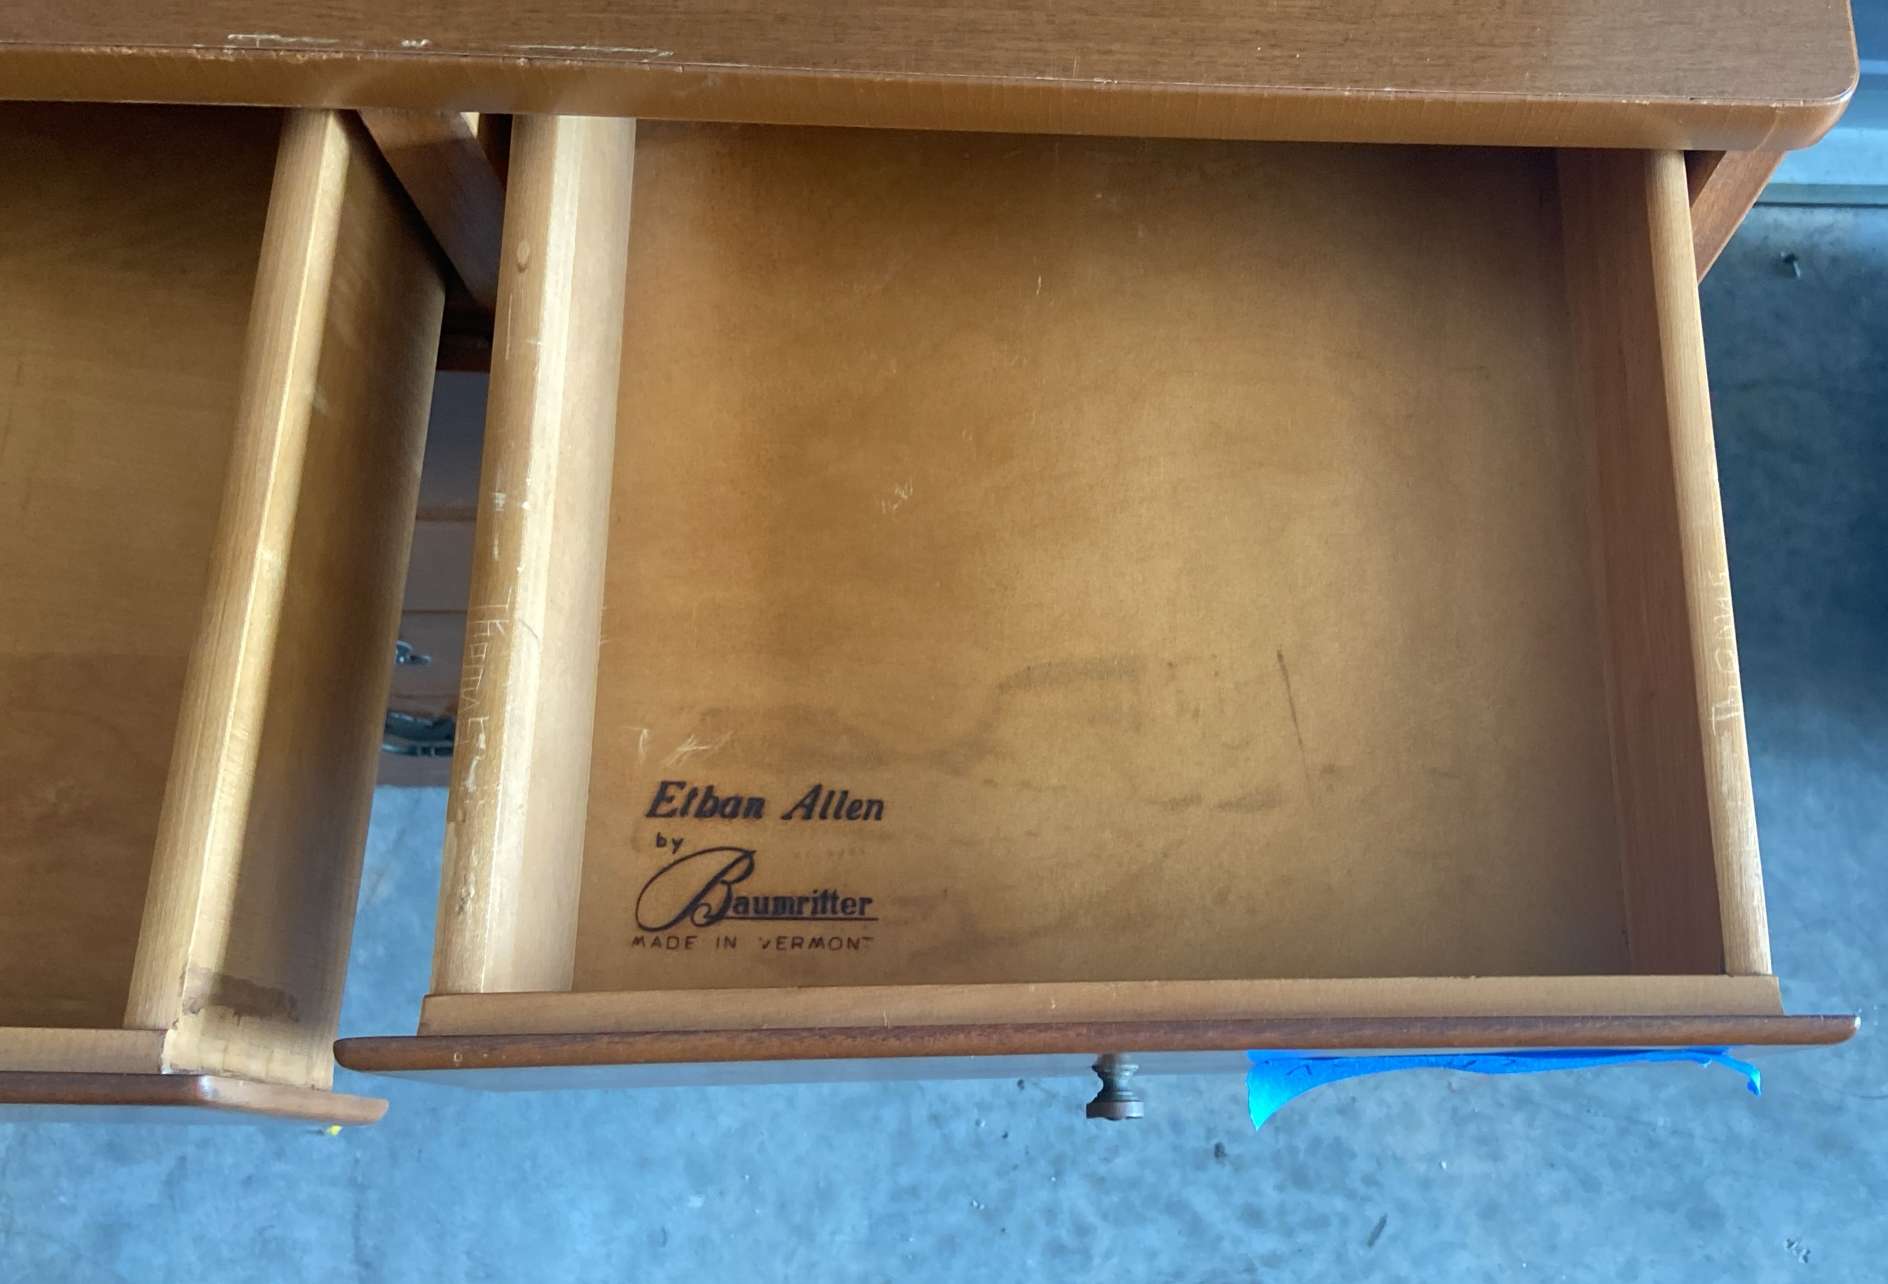 Ethan Allen
by
Baumritter
MADE IN VERMONT